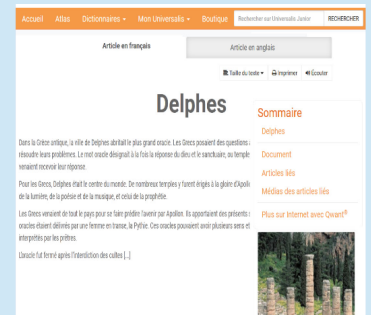 Accueil Atlas Dictionnaires Mon Universalis Boutique Rechercher sur Universalis Junior RECHERCHER
Article en français Article en anglais
Taille du texte Imprimer Écouter
Delphes
Dans la Grèce antique, la ville de Delphes abritait le plus grand oracle. Les Grecs posaient des questions
résoudre leurs problèmes. Le mot oracle désignait à la fois la réponse du dieu et le sanctuaire, ou temple
venaient recevoir leur réponse.
Pour les Grecs, Delphes était le centre du monde. De nombreux temples y furent érigés à la gloire d'Apoll
de la lumière, de la poésie et de la musique, et celui de la prophétie.
Les Grecs venaient de tout le pays pour se faire prédire l'avenir par Apollon. Ils apportaient des présents
oracles étaient délivrés par une femme en transe, la Pythie. Ces oracles pouvaient avoir plusieurs sens et
interprétés par les prêtres.
L'oracle fut fermé après l'interdiction des cultes [...]
Sommaire
Delphes
Document
Articles liés
Médias des articles liés
Plus sur Internet avec Qwant®